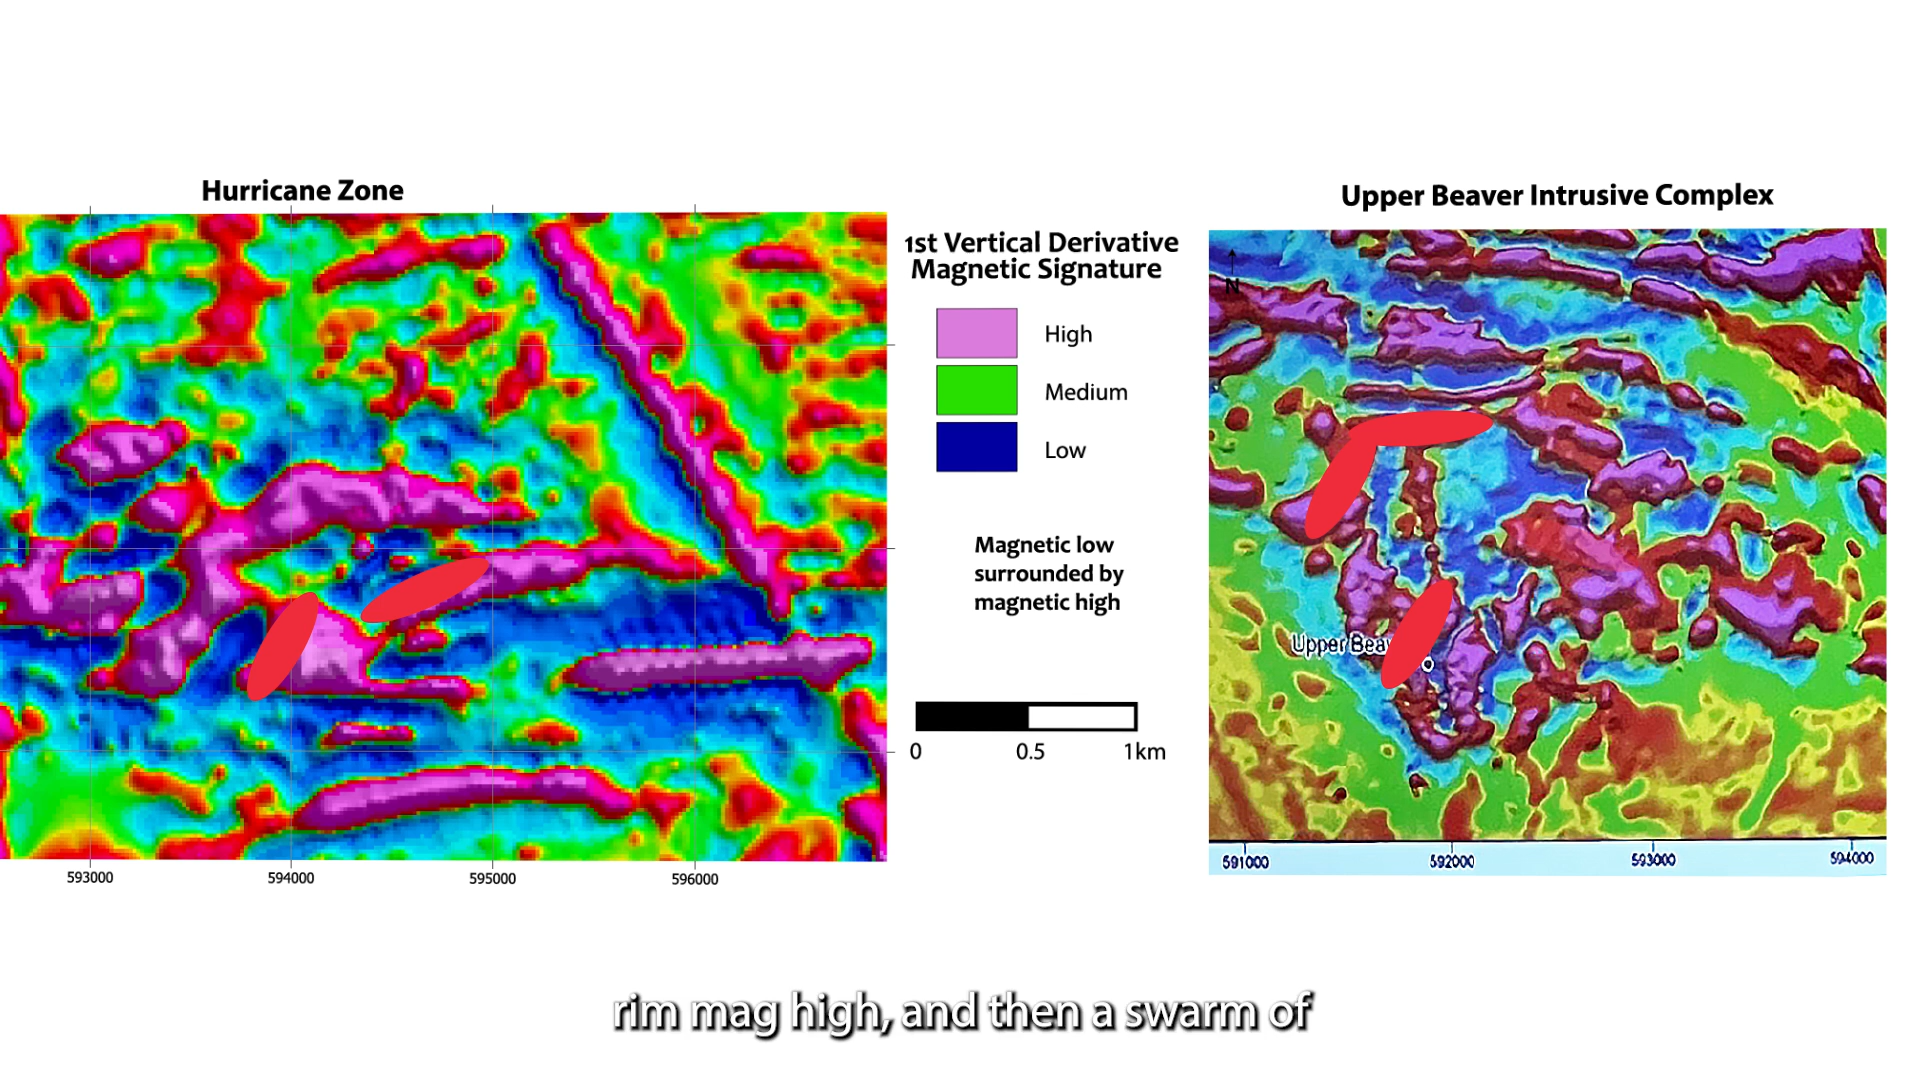 Hurricane Zone
593000
594000
595000
596000
1st Vertical Derivative
Magnetic Signature
High
Medium
Low
Magnetic low
surrounded by
magnetic high
0
0.5
1km
Upper Beaver Intrusive Complex
N
Upper Bea
591000
592000
593000
594000
rim mag high, and then a swarm of